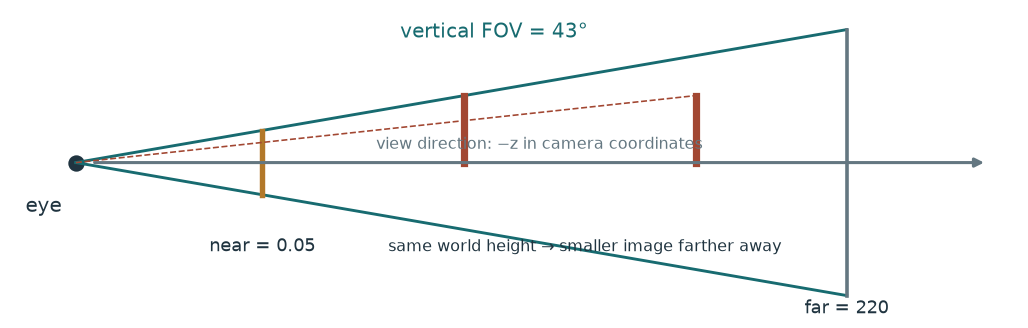 vertical FOV = 43°
view direction: −z in camera coordinates
eye
near = 0.05
same world height → smaller image farther away
far = 220